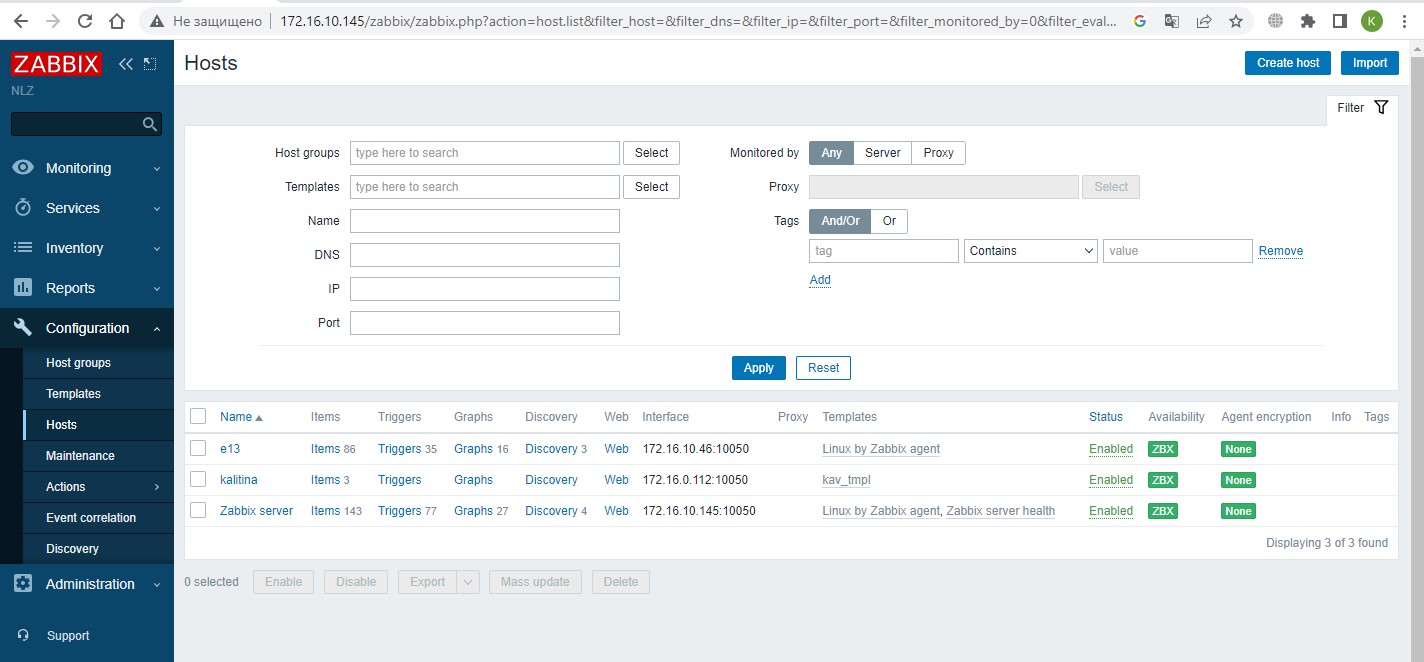 Не защищено 172.16.10.145/zabbix/zabbix.php?action=host.list&filter_host=&filter_dns=&filter_ip=&filter_port=&filter_monitored_by=0&filter_eval... K
ZABBIX Hosts Create host Import
NLZ
Filter
Host groups type here to search Select Monitored by Any Server Proxy
Monitoring
Templates type here to search Select Proxy Select
Services
Name Tags And/Or Or
Inventory
DNS tag Contains value Remove
Reports
IP Add
Configuration
Port
Host groups
Apply Reset
Templates
Hosts
Name Items Triggers Graphs Discovery Web Interface Proxy Templates Status Availability Agent encryption Info Tags
Maintenance
e13 Items 86 Triggers 35 Graphs 16 Discovery 3 Web 172.16.10.46:10050 Linux by Zabbix agent Enabled ZBX None
Actions
kalitina Items 3 Triggers Graphs Discovery Web 172.16.0.112:10050 kav_tmpl Enabled ZBX None
Event correlation
Zabbix server Items 143 Triggers 77 Graphs 27 Discovery 4 Web 172.16.10.145:10050 Linux by Zabbix agent, Zabbix server health Enabled ZBX None
Discovery
Displaying 3 of 3 found
Administration
0 selected Enable Disable Export Mass update Delete
Support